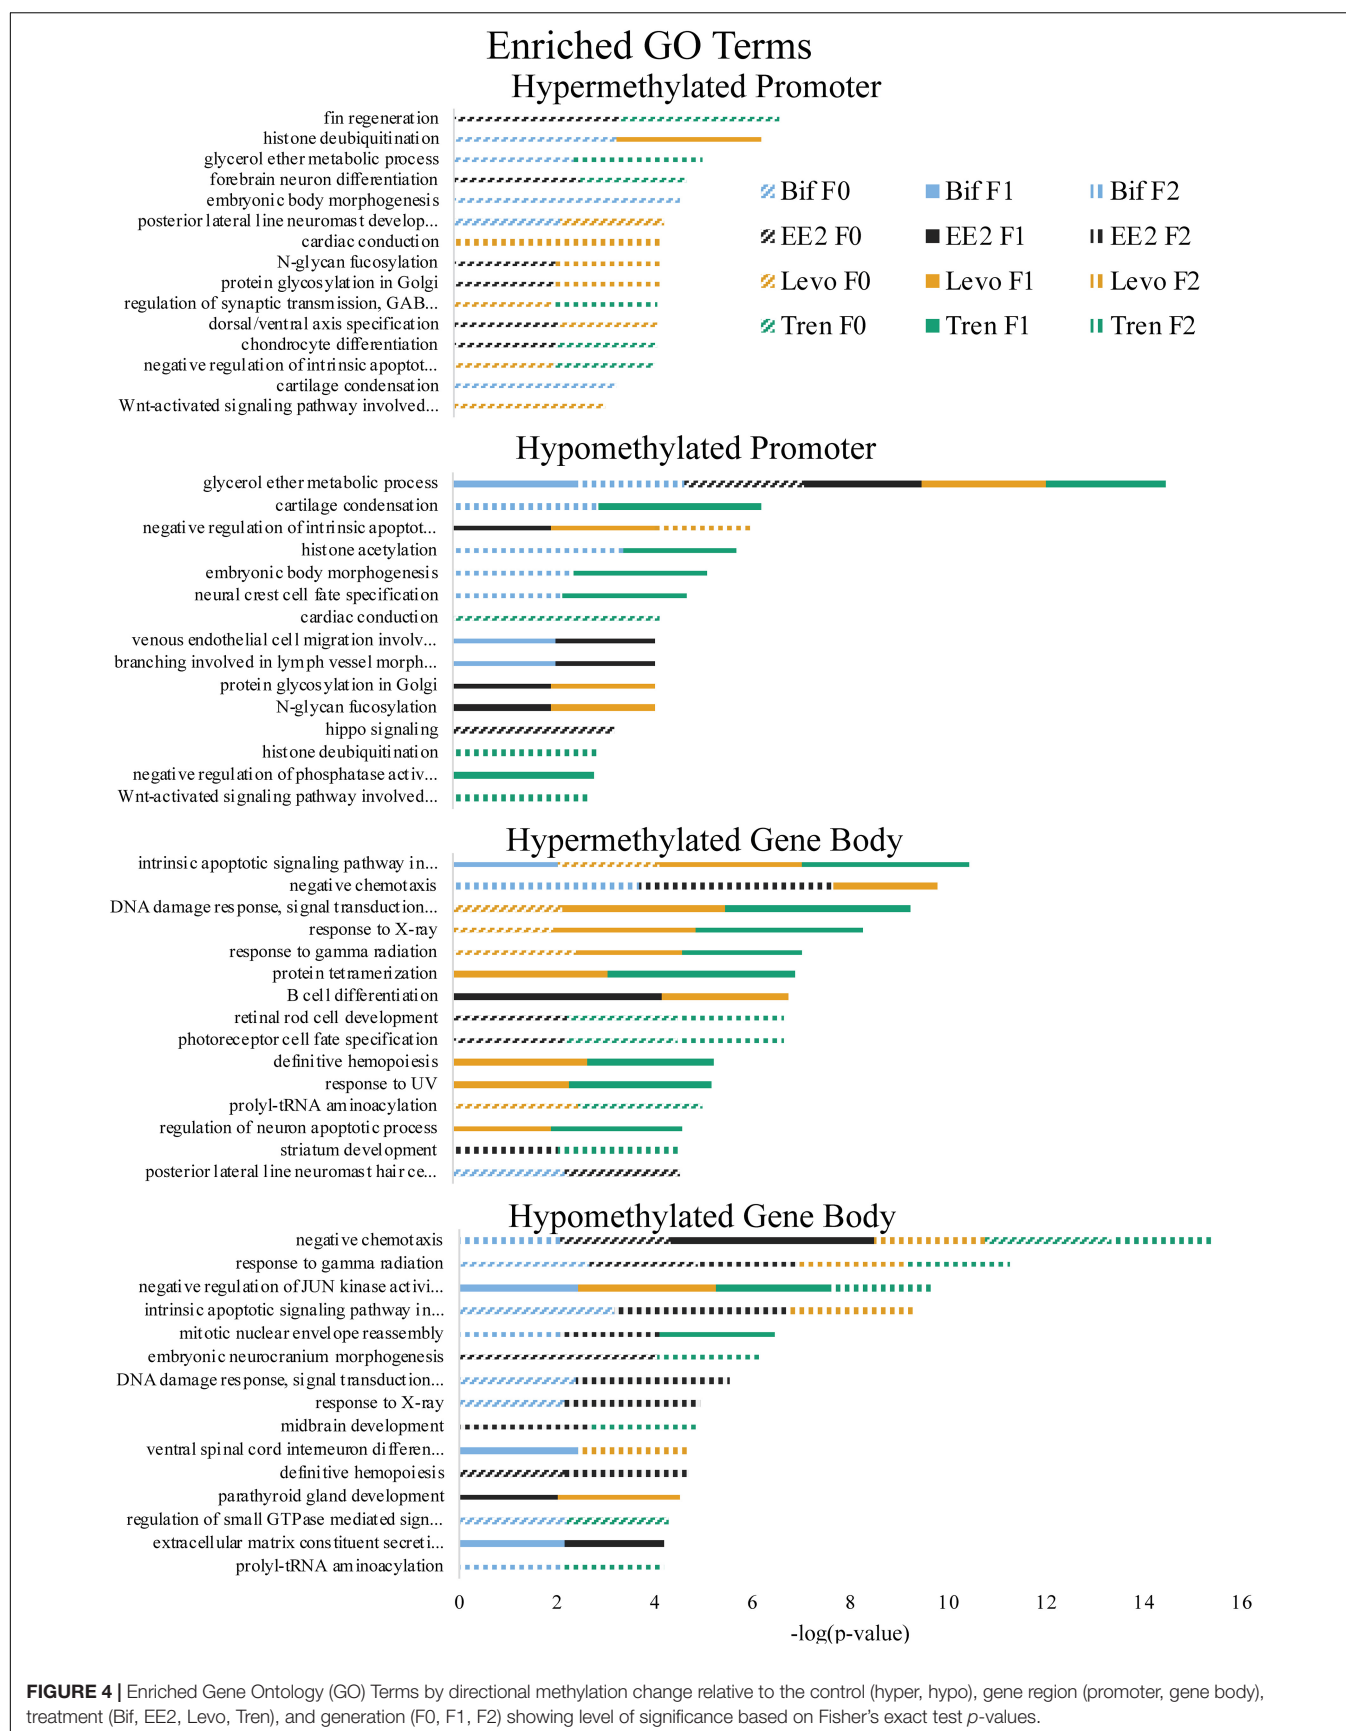 Enriched GO Terms
Hypermethylated Promoter
fin regeneration
histone deubiquitination
glycerol ether metabolic process
forebrain neuron differentiation
embryonic body morphogenesis
posterior lateral line neuromast develop...
cardiac conduction
N-glycan fucosylation
protein glycosylation in Golgi
regulation of synaptic transmission, GAB...
dorsal/ventral axis specification
chondrocyte differentiation
negative regulation of intrinsic apoptot...
cartilage condensation
Wnt-activated signaling pathway involved...
Bif F0 Bif F1 Bif F2
EE2 F0 EE2 F1 EE2 F2
Levo F0 Levo F1 Levo F2
Tren F0 Tren F1 Tren F2
Hypomethylated Promoter
glycerol ether metabolic process
cartilage condensation
negative regulation of intrinsic apoptot...
histone acetylation
embryonic body morphogenesis
neural crest cell fate specification
cardiac conduction
venous endothelial cell migration involv...
branching involved in lymph vessel morph...
protein glycosylation in Golgi
N-glycan fucosylation
hippo signaling
histone deubiquitination
negative regulation of phosphatase activ...
Wnt-activated signaling pathway involved...
Hypermethylated Gene Body
intrinsic apoptotic signaling pathway in...
negative chemotaxis
DNA damage response, signal transduction...
response to X-ray
response to gamma radiation
protein tetramerization
B cell differentiation
retinal rod cell development
photoreceptor cell fate specification
definitive hemopoiesis
response to UV
prolyl-tRNA aminoacylation
regulation of neuron apoptotic process
striatum development
posterior lateral line neuromast hair ce...
Hypomethylated Gene Body
negative chemotaxis
response to gamma radiation
negative regulation of JUN kinase activi...
intrinsic apoptotic signaling pathway in...
mitotic nuclear envelope reassembly
embryonic neurocranium morphogenesis
DNA damage response, signal transduction...
response to X-ray
midbrain development
ventral spinal cord interneuron differen...
definitive hemopoiesis
parathyroid gland development
regulation of small GTPase mediated sign...
extracellular matrix constituent secreti...
prolyl-tRNA aminoacylation
0 2 4 6 8 10 12 14 16
-log(p-value)
FIGURE 4 | Enriched Gene Ontology (GO) Terms by directional methylation change relative to the control (hyper, hypo), gene region (promoter, gene body),
treatment (Bif, EE2, Levo, Tren), and generation (F0, F1, F2) showing level of significance based on Fisher's exact test p-values.